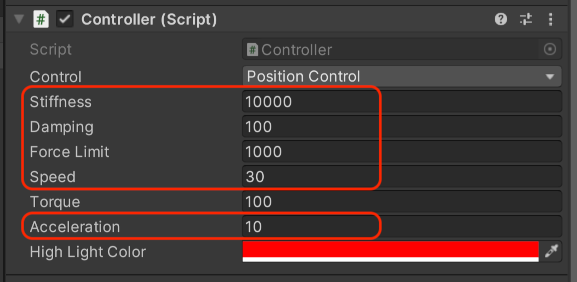 Controller (Script)
Script Controller
Control Position Control
Stiffness 10000
Damping 100
Force Limit 1000
Speed 30
Torque 100
Acceleration 10
High Light Color